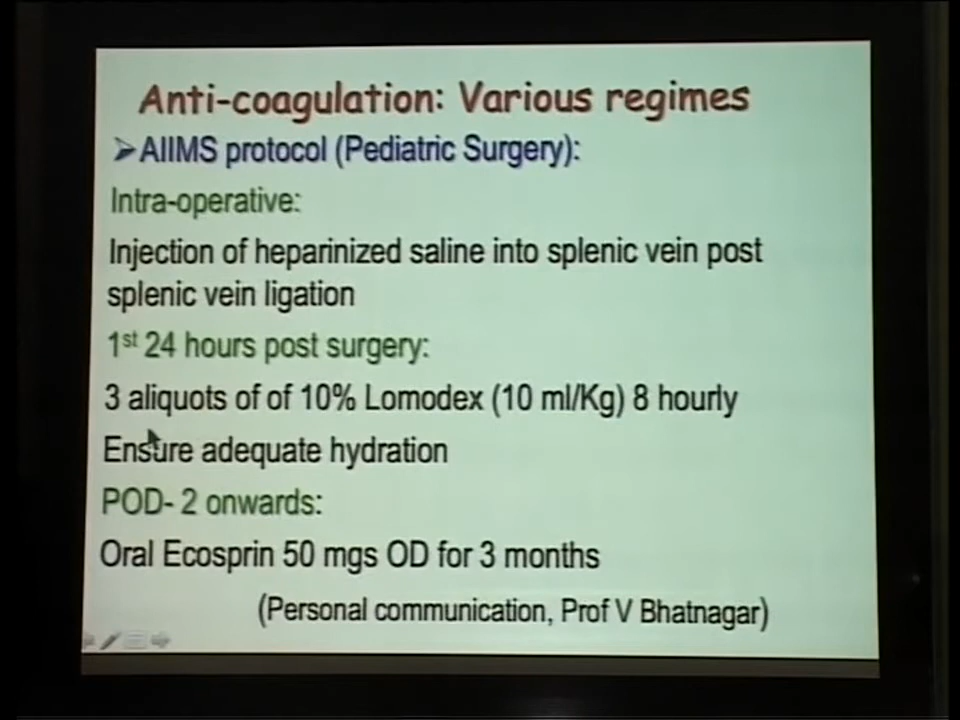 Anti-coagulation: Various regimes
➢AIIMS protocol (Pediatric Surgery):
Intra-operative:
Injection of heparinized saline into splenic vein post
splenic vein ligation
1st 24 hours post surgery:
3 aliquots of of 10% Lomodex (10 ml/Kg) 8 hourly
Ensure adequate hydration
POD- 2 onwards:
Oral Ecosprin 50 mgs OD for 3 months
(Personal communication, Prof V Bhatnagar)